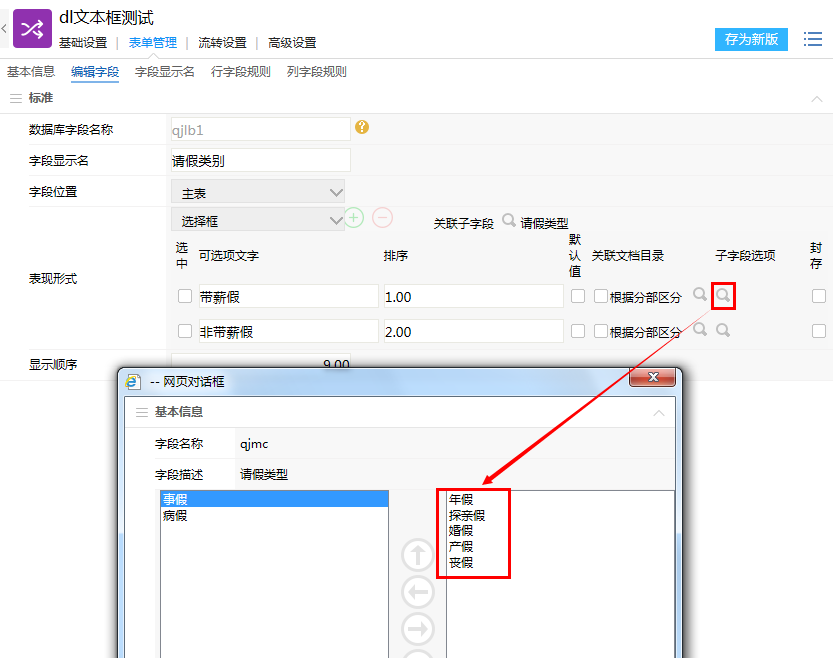 dl文本框测试
基础设置 | 表单管理 | 流转设置 | 高级设置
存为新版
基本信息 编辑字段 字段显示名 行字段规则 列字段规则
标准
数据库字段名称 qjlb1
字段显示名 请假类别
字段位置 主表
选择框 关联子字段 请假类型
表现形式
选中 可选项文字 排序 默认值 关联文档目录 子字段选项 封存
带薪假 1.00 根据分部区分
非带薪假 2.00 根据分部区分
显示顺序 9.00
-- 网页对话框
基本信息
字段名称 qjmc
字段描述 请假类型
事假
病假
年假
探亲假
婚假
产假
丧假